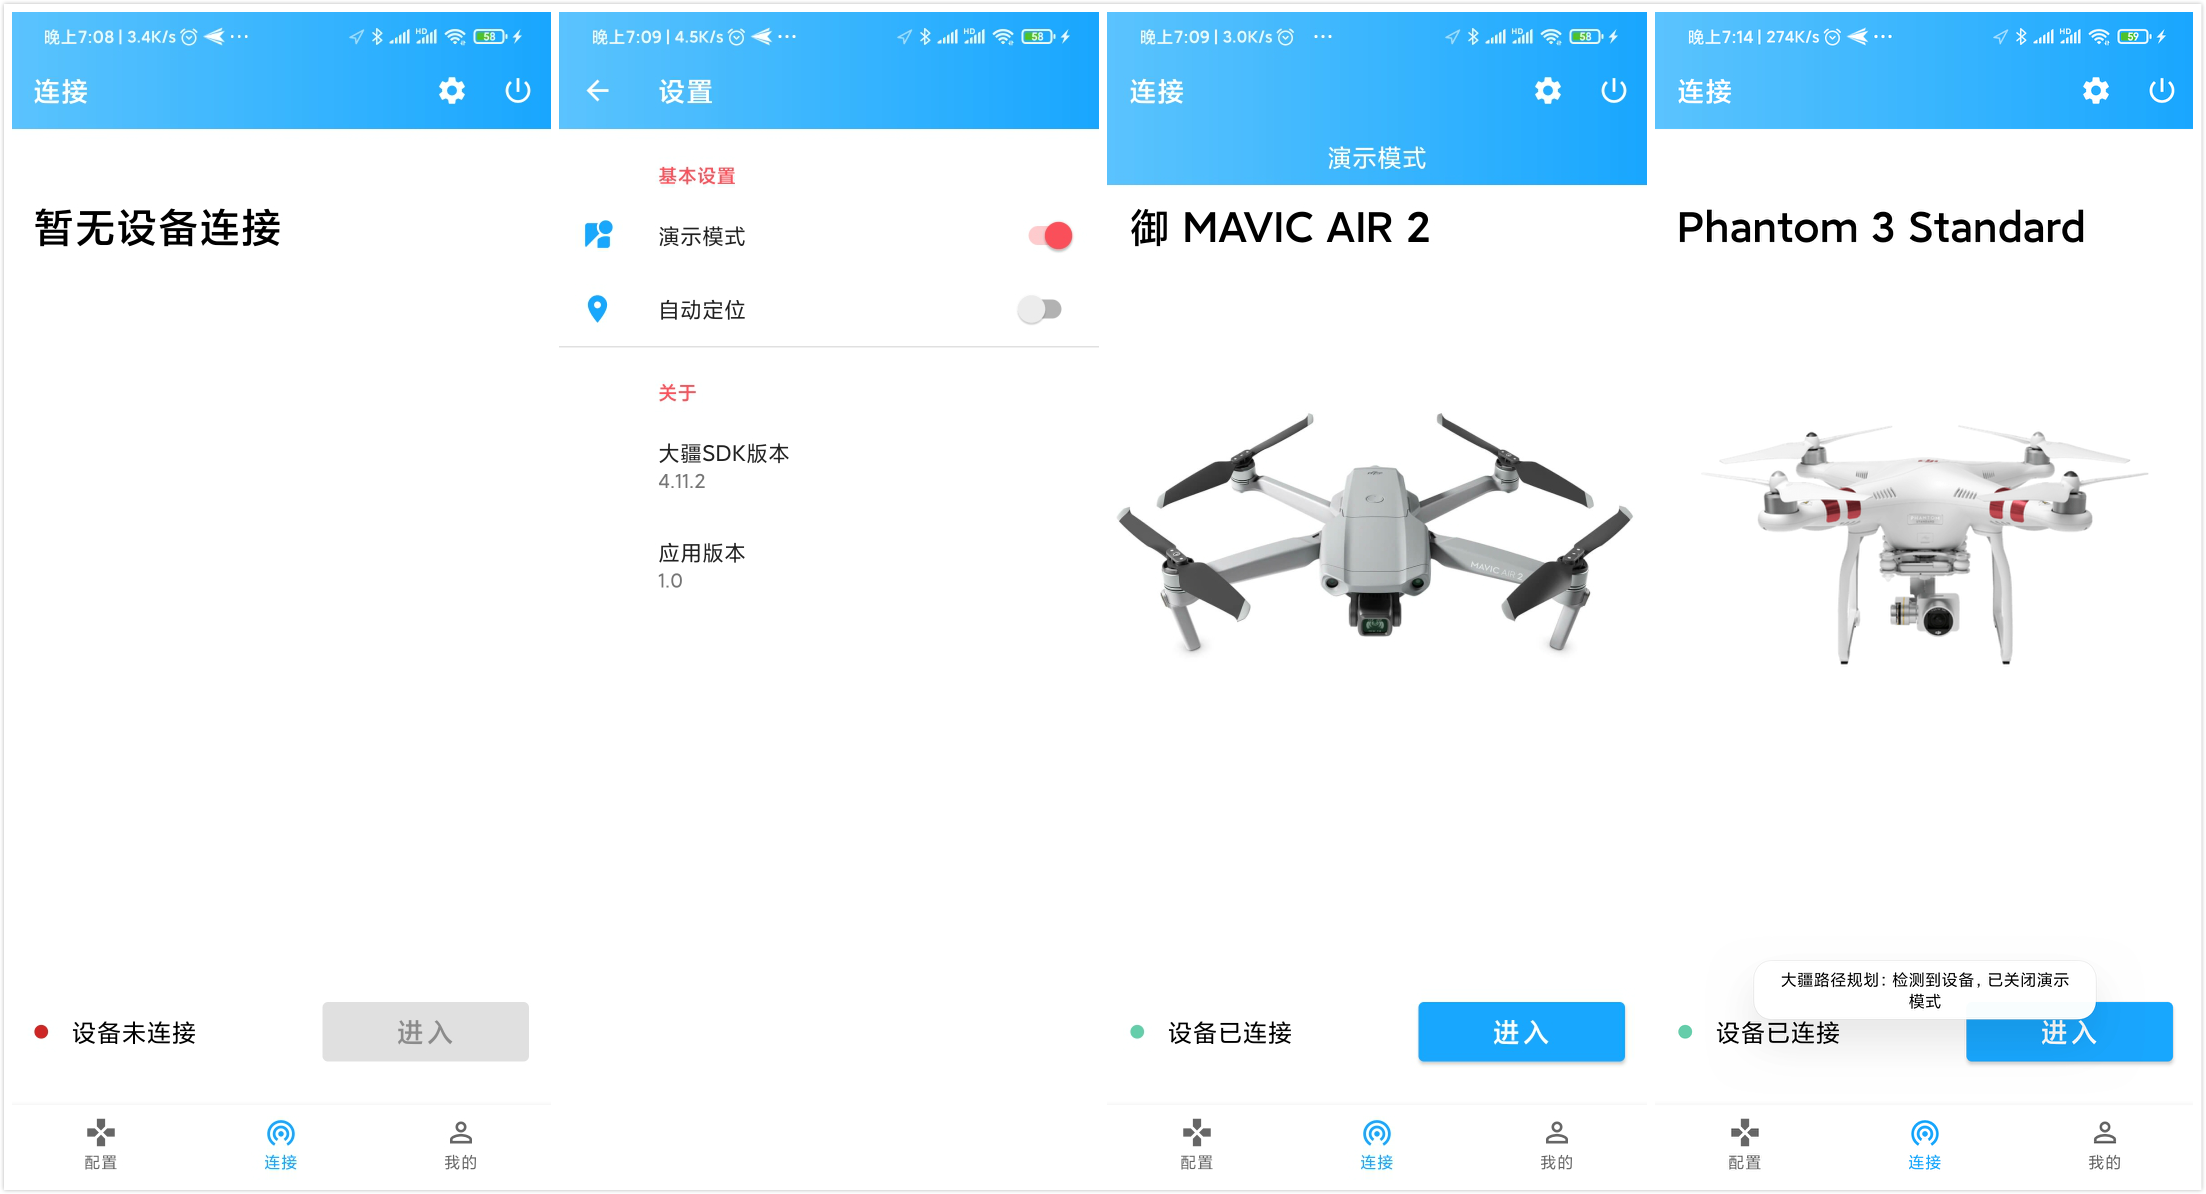 晚上7:08 | 3.4K/s ···
HD
58
连接
暂无设备连接
设备未连接
进入
配置
连接
我的
晚上7:09 | 4.5K/s ···
HD
58
设置
基本设置
演示模式
自动定位
关于
大疆SDK版本
4.11.2
应用版本
1.0
晚上7:09 | 3.0K/s ···
HD
58
连接
演示模式
御 MAVIC AIR 2
MAVIC AIR 2
设备已连接
进入
配置
连接
我的
晚上7:14 | 274K/s ···
HD
59
连接
Phantom 3 Standard
大疆路径规划：检测到设备，已关闭演示
模式
设备已连接
进入
配置
连接
我的